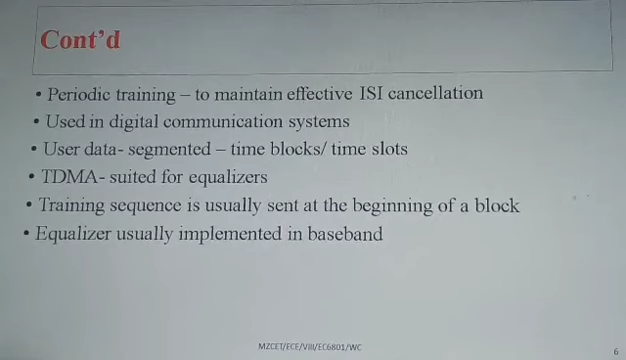 Cont'd
• Periodic training – to maintain effective ISI cancellation
• Used in digital communication systems
• User data- segmented – time blocks/ time slots
• TDMA- suited for equalizers
• Training sequence is usually sent at the beginning of a block
• Equalizer usually implemented in baseband
MZCET/ECE/VIII/EC6801/WC
6